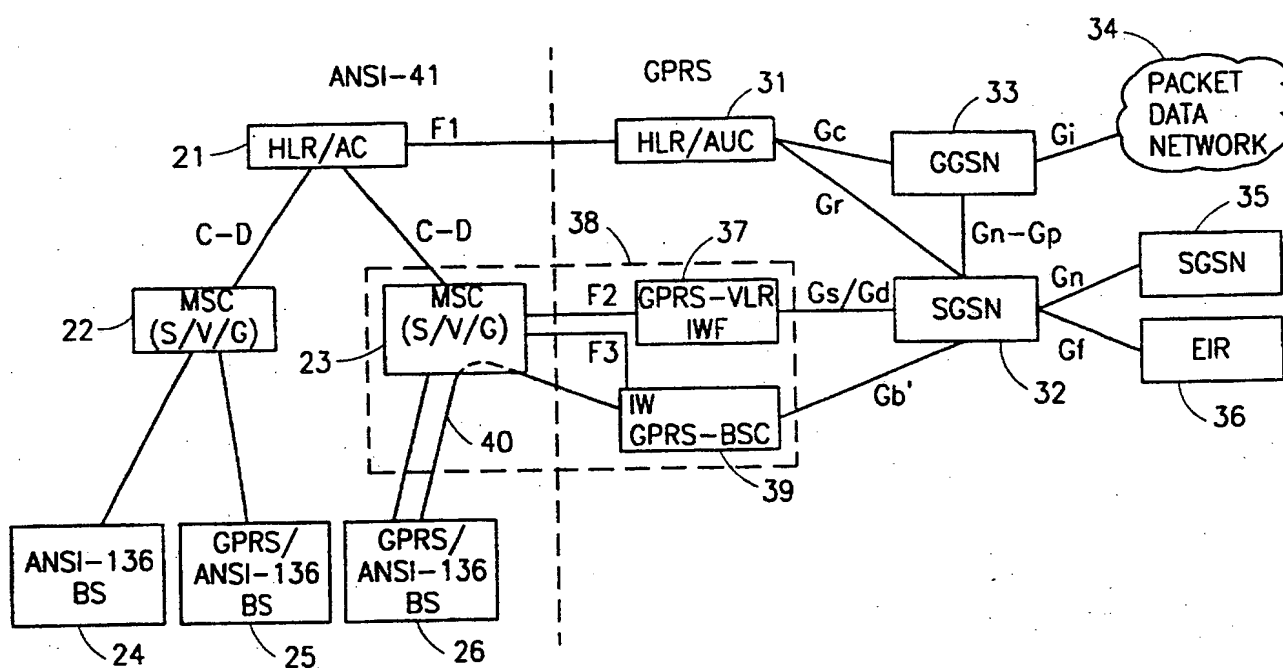 34
ANSI-41
GPRS
PACKET
DATA
NETWORK
31
33
F1
Gc
Gi
21
HLR/AC
HLR/AUC
GGSN
Gr
35
C-D
C-D
38
37
Gn-Gp
Gn
SGSN
MSC
(S/V/G)
22
MSC
(S/V/G)
23
F2
GPRS-VLR
IWF
Gs/Gd
SGSN
F3
Gf
EIR
32
36
Gb'
IW
GPRS-BSC
40
39
ANSI-136
BS
GPRS/
ANSI-136
BS
GPRS/
ANSI-136
BS
24
25
26